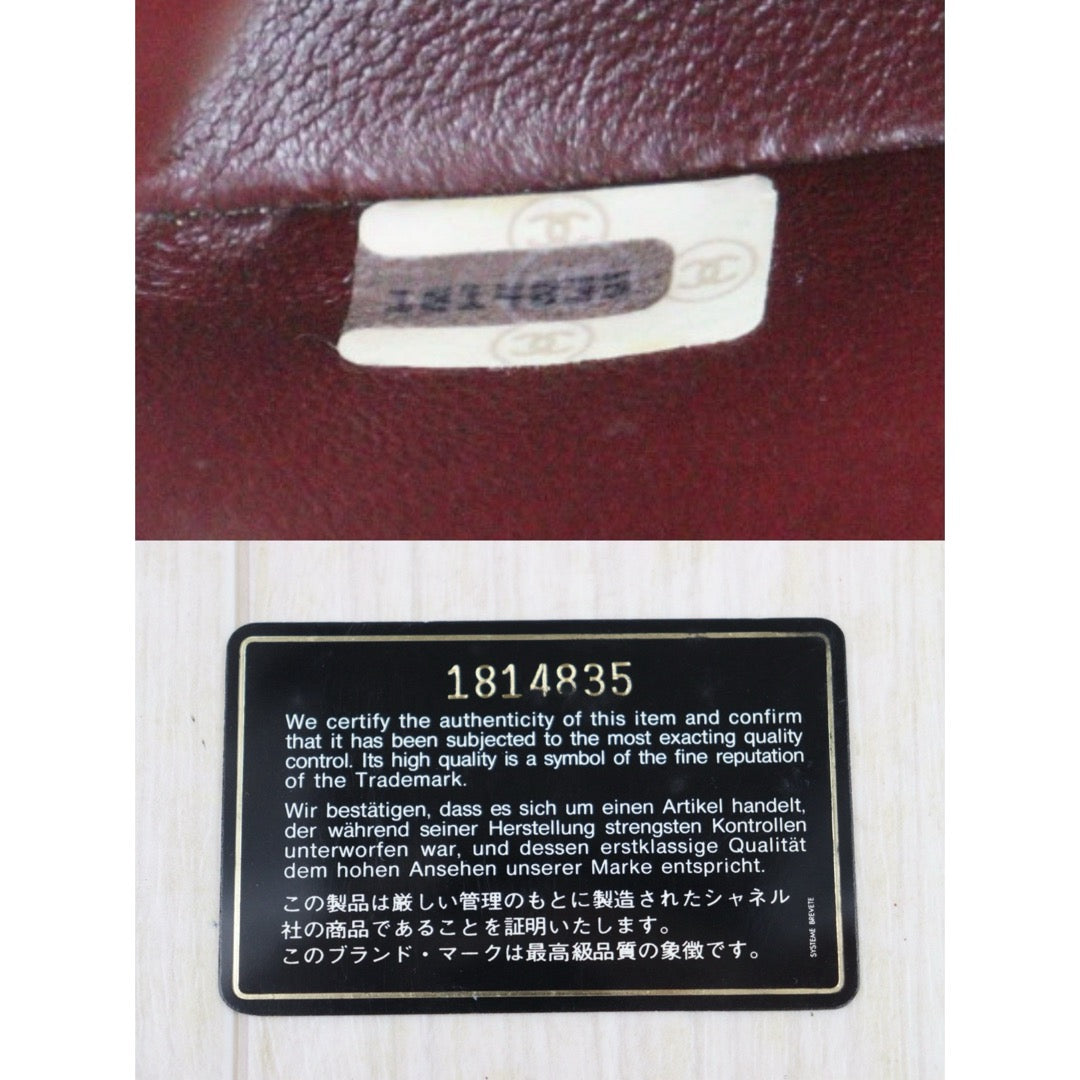 1814835
1814835
We certify the authenticity of this item and confirm
that it has been subjected to the most exacting quality
control. Its high quality is a symbol of the fine reputation
of the Trademark.
Wir bestätigen, dass es sich um einen Artikel handelt,
der während seiner Herstellung strengsten Kontrollen
unterworfen war, und dessen erstklassige Qualität
dem hohen Ansehen unserer Marke entspricht.
この製品は厳しい管理のもとに製造されたシャネル
社の商品であることを証明いたします。
このブランド・マークは最高級品質の象徴です。
SYSTEME BREVETE